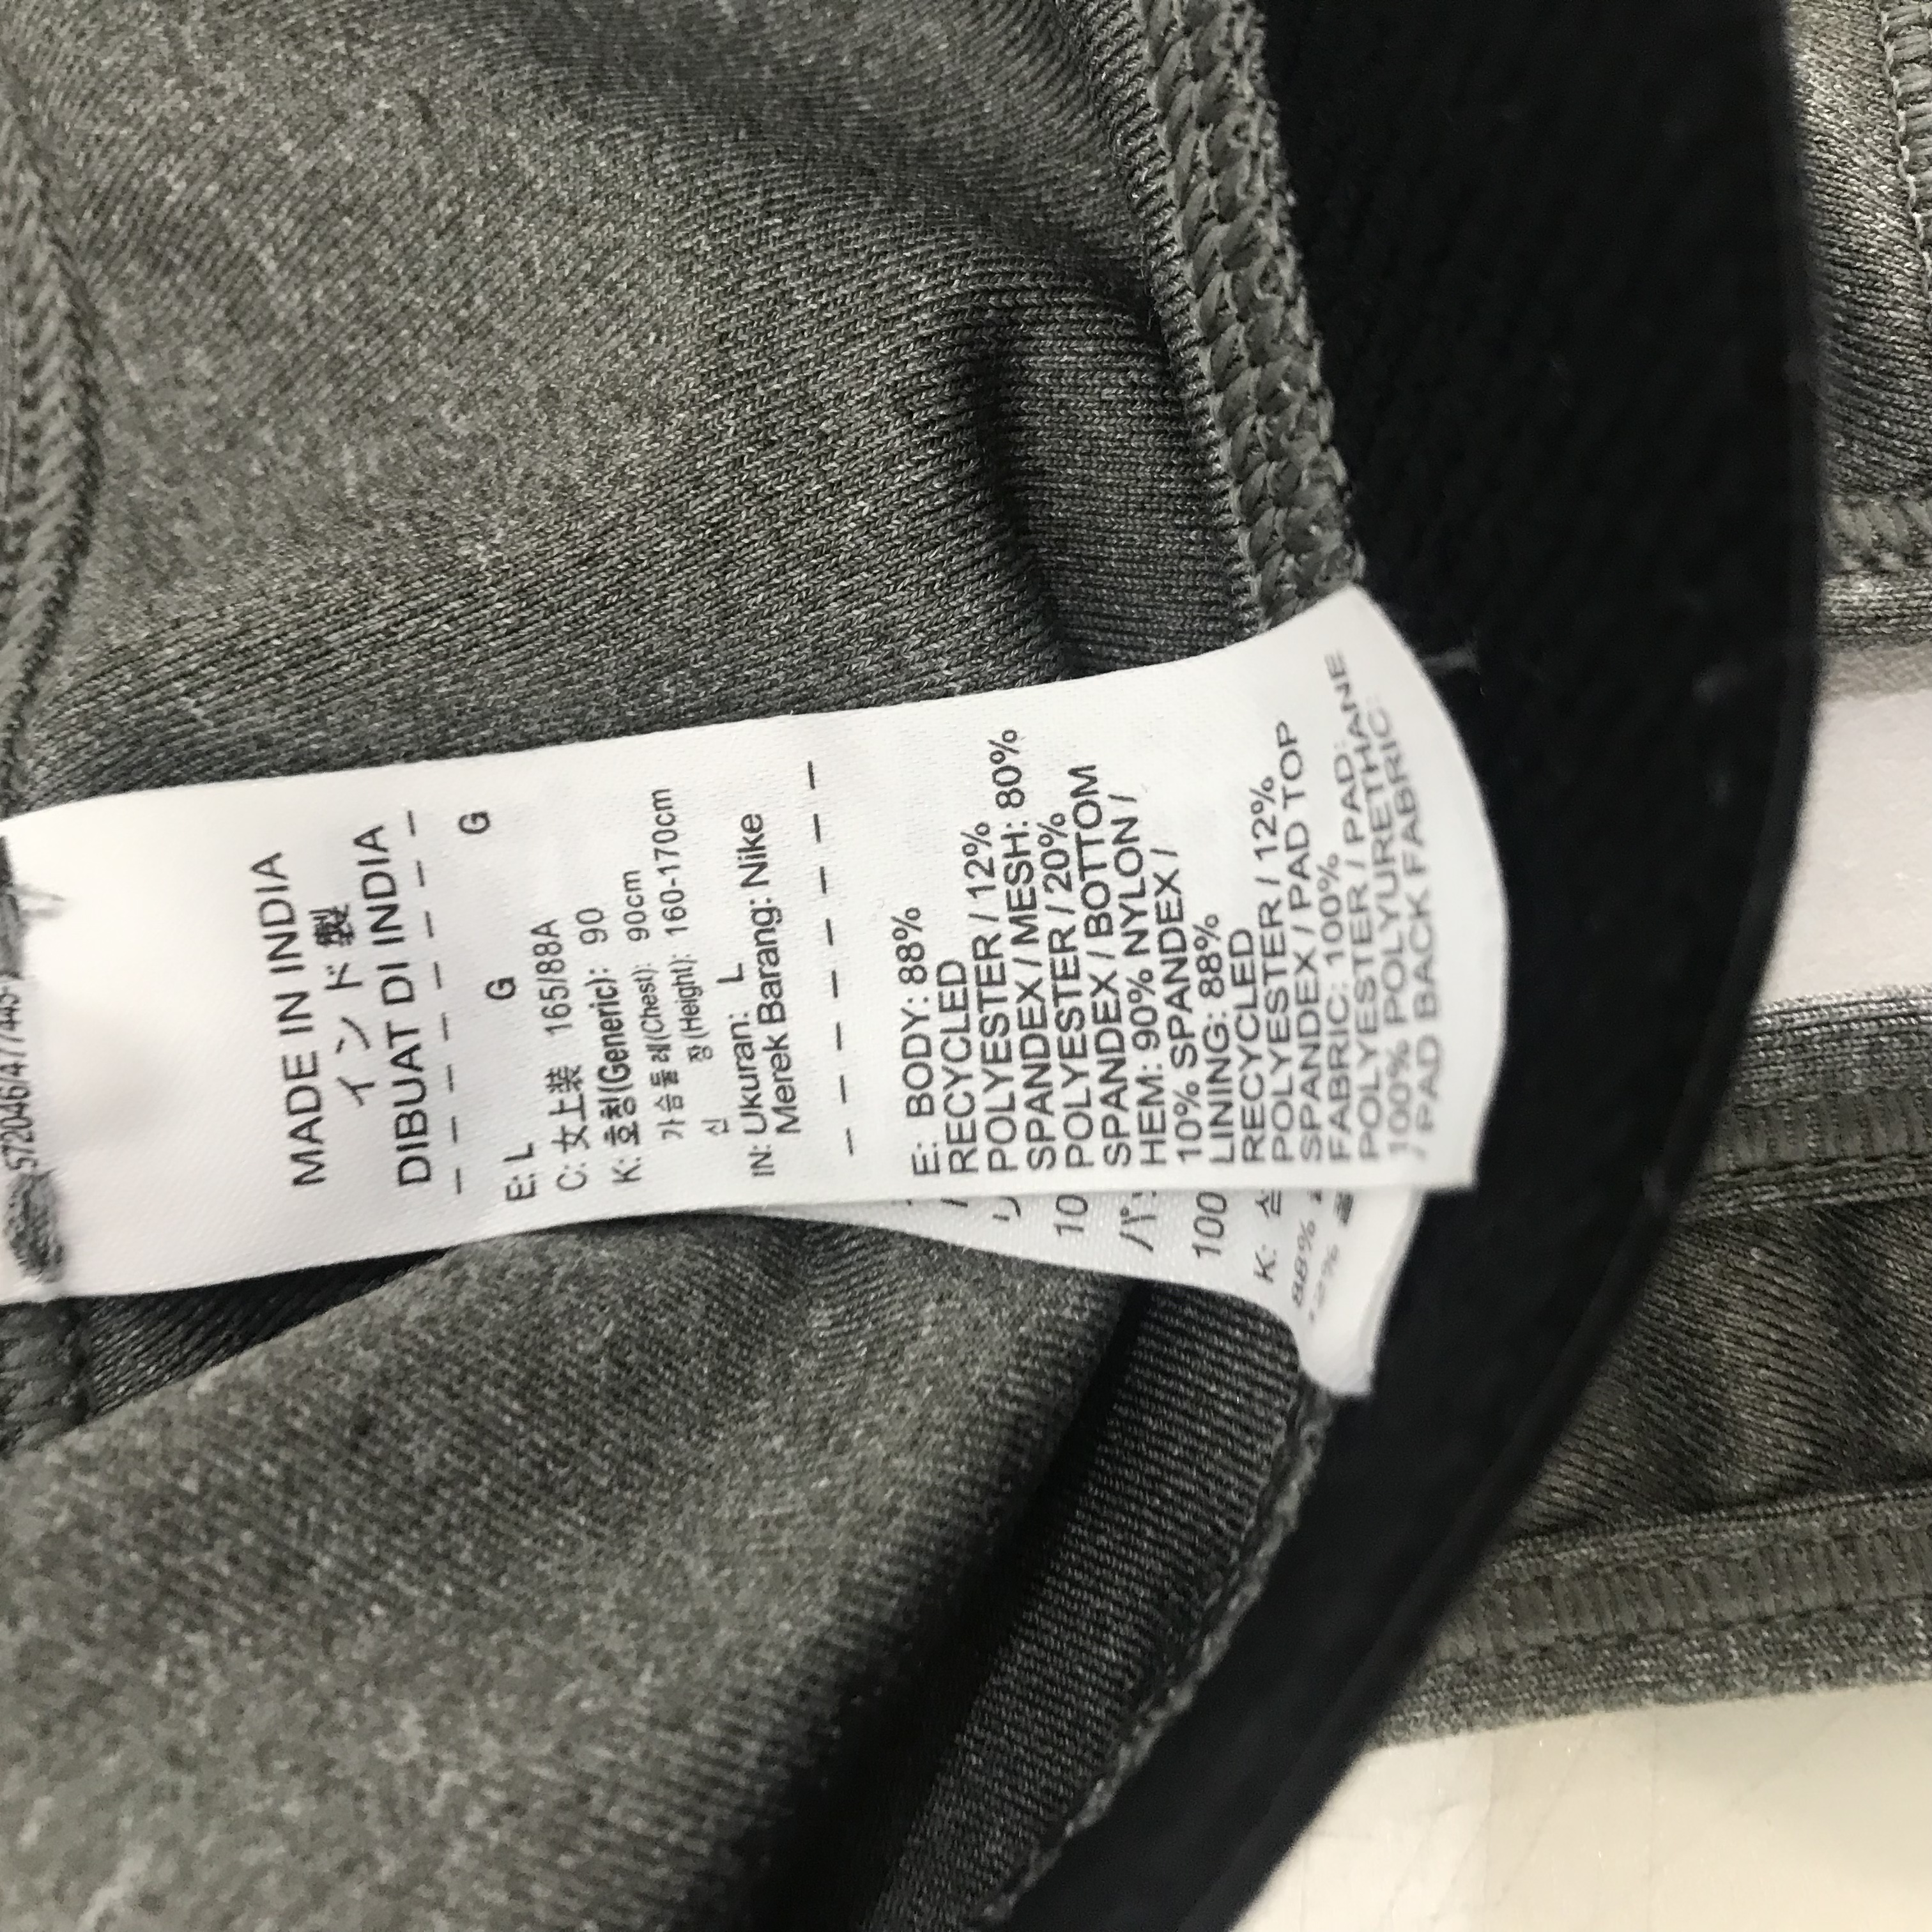 MADE IN INDIA
インド製
DIBUAT DI INDIA
G G
E: L
C: 女上装 165/88A
K: 호칭(Generic): 90
가슴둘레(Chest): 90cm
신장(Height): 160-170cm
IN: Ukuran: L
Merek Barang: Nike
E: BODY: 88%
RECYCLED
POLYESTER / 12%
SPANDEX / MESH: 80%
POLYESTER / 20%
SPANDEX / BOTTOM
HEM: 90% NYLON /
10% SPANDEX /
LINING: 88%
RECYCLED
POLYESTER / 12%
SPANDEX / PAD TOP
FABRIC: 100%
POLYESTER / PAD:
100% POLYURETHANE
/ PAD BACK FABRIC:
10
100
K:
88%